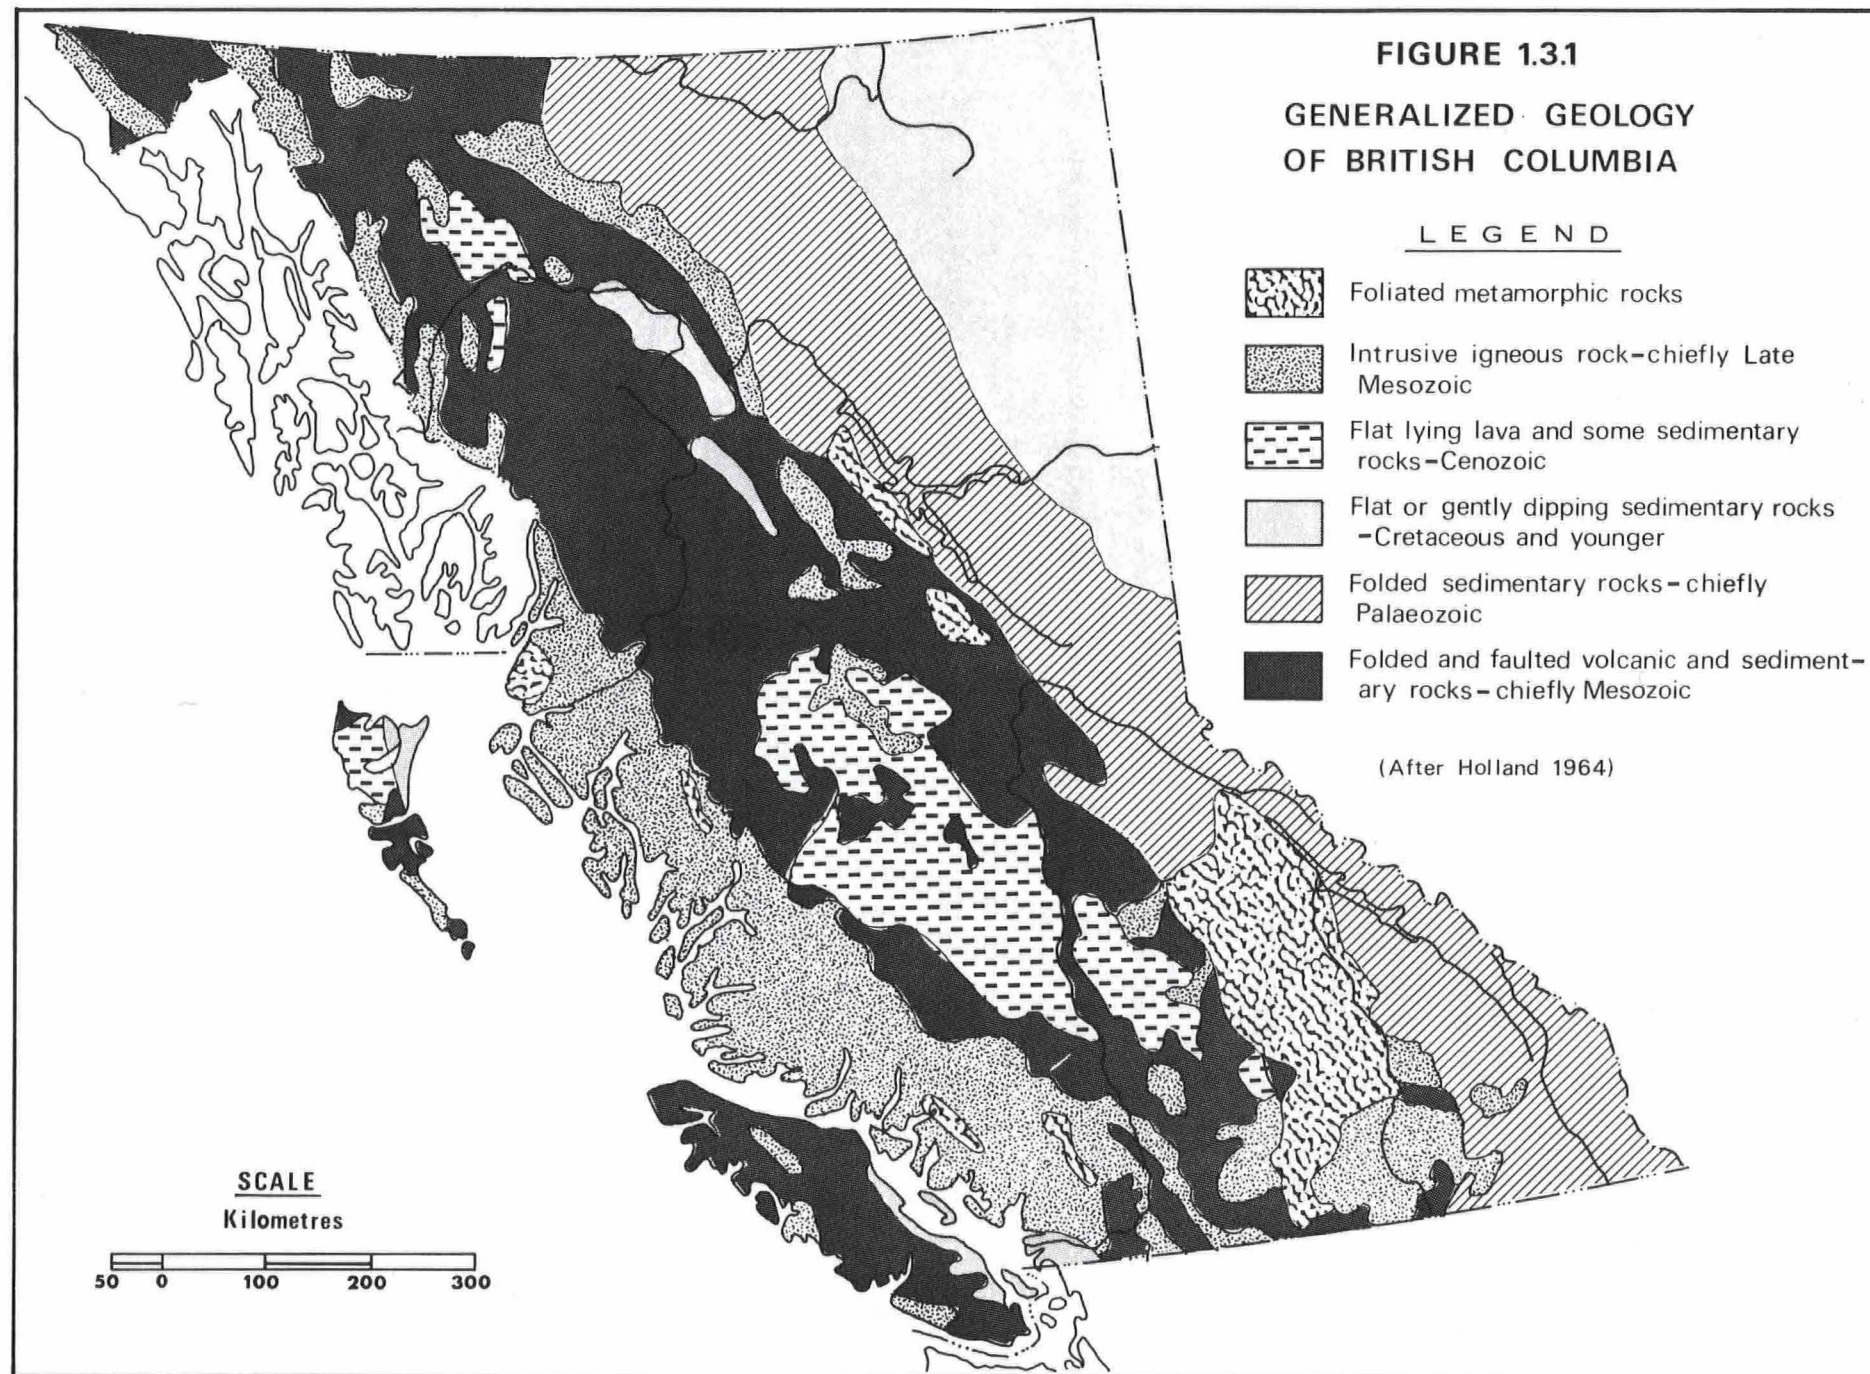 FIGURE 1.3.1
GENERALIZED GEOLOGY
OF BRITISH COLUMBIA
LEGEND
Foliated metamorphic rocks
Intrusive igneous rock-chiefly Late
Mesozoic
Flat lying lava and some sedimentary
rocks-Cenozoic
Flat or gently dipping sedimentary rocks
-Cretaceous and younger
Folded sedimentary rocks-chiefly
Palaeozoic
Folded and faulted volcanic and sediment-
ary rocks-chiefly Mesozoic
(After Holland 1964)
SCALE
Kilometres
50 0 100 200 300